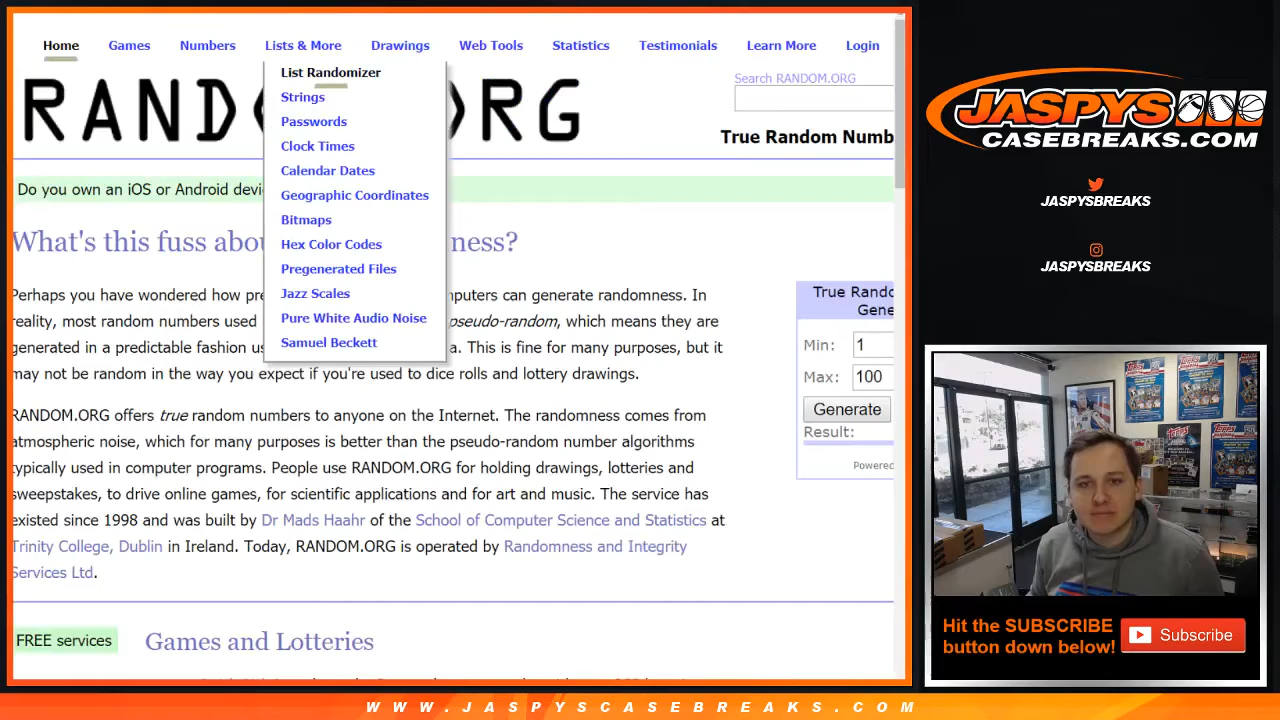 Home Games Numbers Lists & More Drawings Web Tools Statistics Testimonials Learn More Login
List Randomizer
Strings
Passwords
Clock Times
Calendar Dates
Geographic Coordinates
Bitmaps
Hex Color Codes
Pregenerated Files
Jazz Scales
Pure White Audio Noise
Samuel Beckett
RAND ORG
Search RANDOM.ORG
True Random Numb
Do you own an iOS or Android devi
What's this fuss abou ness?
Perhaps you have wondered how pre mputers can generate randomness. In
reality, most random numbers used pseudo-random, which means they are
generated in a predictable fashion us a. This is fine for many purposes, but it
may not be random in the way you expect if you're used to dice rolls and lottery drawings.
RANDOM.ORG offers true random numbers to anyone on the Internet. The randomness comes from
atmospheric noise, which for many purposes is better than the pseudo-random number algorithms
typically used in computer programs. People use RANDOM.ORG for holding drawings, lotteries and
sweepstakes, to drive online games, for scientific applications and for art and music. The service has
existed since 1998 and was built by Dr Mads Haahr of the School of Computer Science and Statistics at
Trinity College, Dublin in Ireland. Today, RANDOM.ORG is operated by Randomness and Integrity
Services Ltd.
True Rando
Gene
Min: 1
Max: 100
Generate
Result:
Powered
FREE services
Games and Lotteries
JASPYS
CASEBREAKS.COM
JASPYSBREAKS
JASPYSBREAKS
Topps
Topps
Topps
Topps
Hit the SUBSCRIBE
button down below!
Subscribe
WWW.JASPYSCASEBREAKS.COM